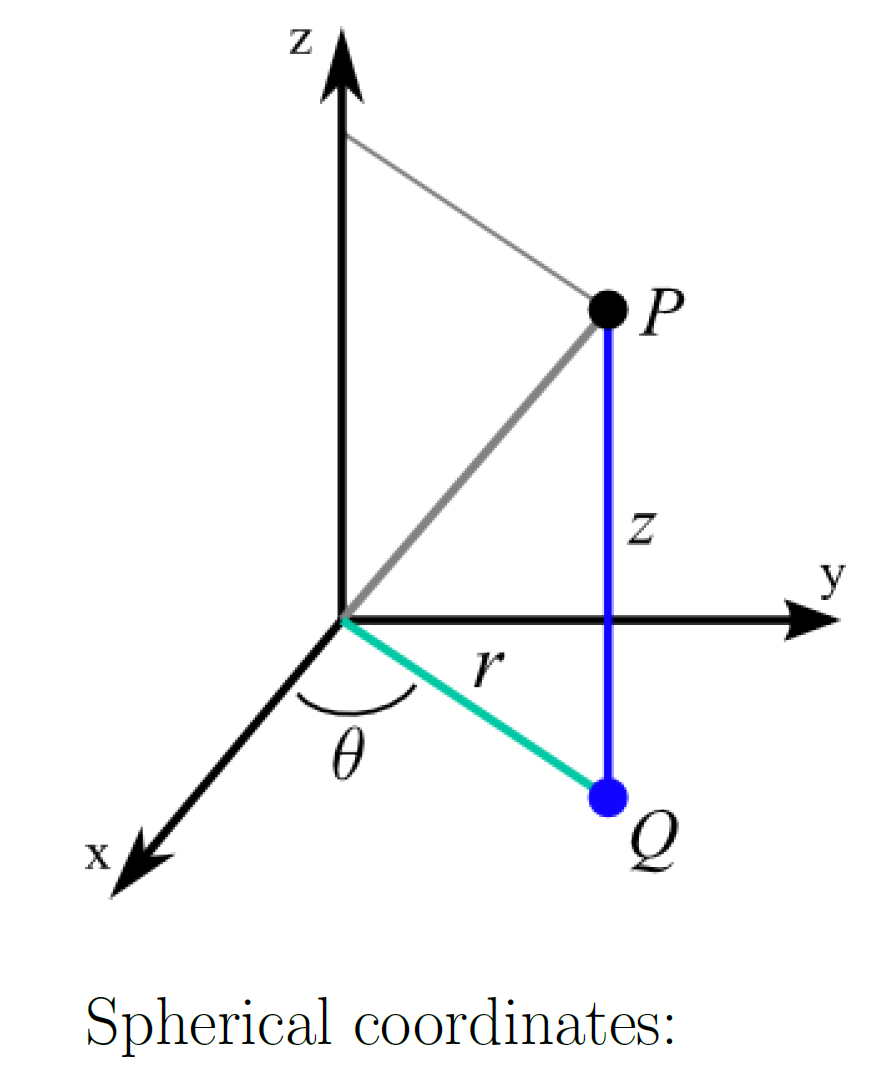 z
P
z
y
r
θ
x
Q
Spherical coordinates: